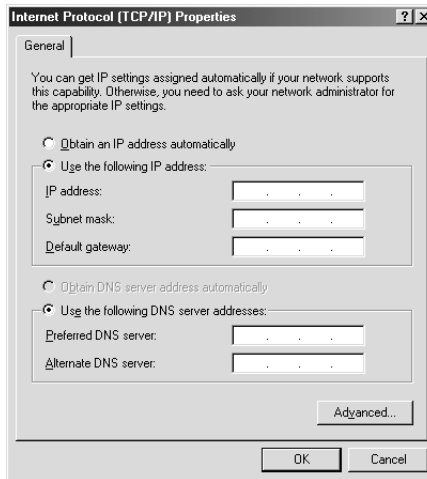 Internet Protocol (TCP/IP) Properties
General
You can get IP settings assigned automatically if your network supports
this capability. Otherwise, you need to ask your network administrator for
the appropriate IP settings.
Obtain an IP address automatically
Use the following IP address:
IP address:
Subnet mask:
Default gateway:
Obtain DNS server address automatically
Use the following DNS server addresses:
Preferred DNS server:
Alternate DNS server:
Advanced...
OK Cancel